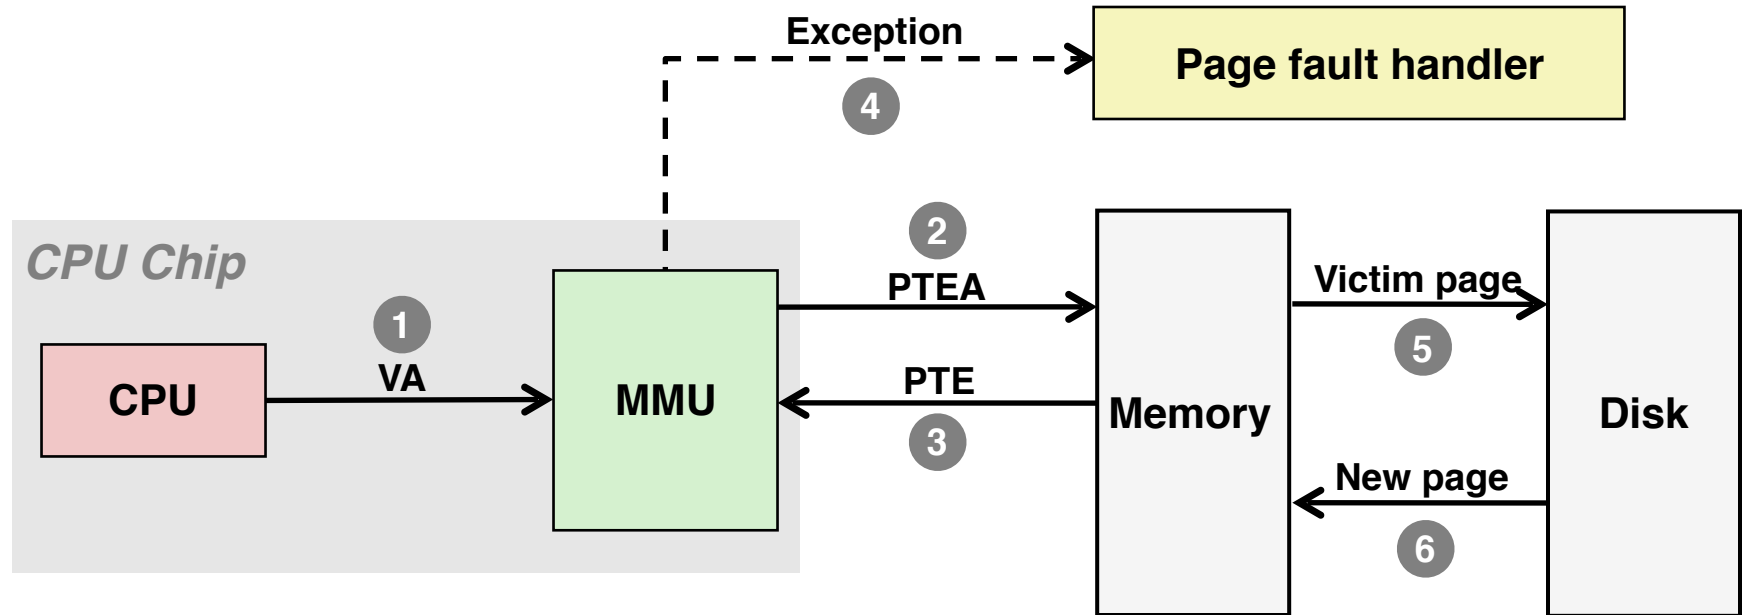 Exception
Page fault handler
4
CPU Chip
2
PTEA
Victim page
1
VA
5
CPU
MMU
PTE
Memory
Disk
3
New page
6